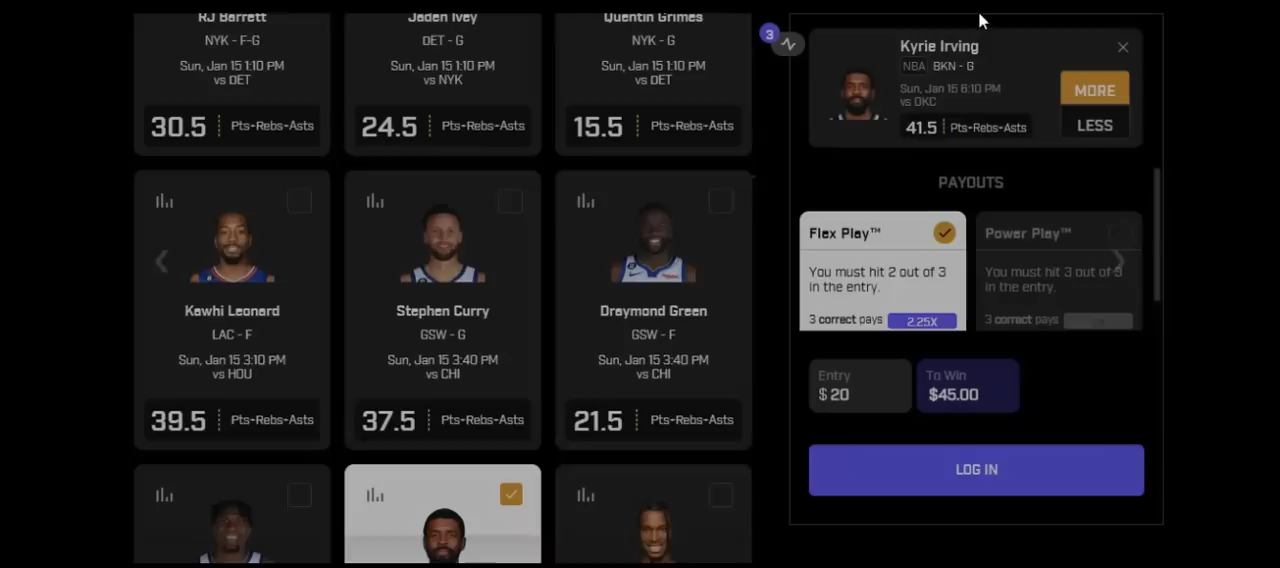 RJ Barrett
NYK - F-G
Sun, Jan 15 1:10 PM
vs DET
30.5 Pts-Rebs-Asts
Jaden Ivey
DET - G
Sun, Jan 15 1:10 PM
vs NYK
24.5 Pts-Rebs-Asts
Quentin Grimes
NYK - G
Sun, Jan 15 1:10 PM
vs DET
15.5 Pts-Rebs-Asts
Kawhi Leonard
LAC - F
Sun, Jan 15 3:10 PM
vs HOU
39.5 Pts-Rebs-Asts
Stephen Curry
GSW - G
Sun, Jan 15 3:40 PM
vs CHI
37.5 Pts-Rebs-Asts
Draymond Green
GSW - F
Sun, Jan 15 3:40 PM
vs CHI
21.5 Pts-Rebs-Asts
3
Kyrie Irving
NBA BKN - G
Sun, Jan 15 6:10 PM
vs OKC
41.5 Pts-Rebs-Asts
MORE
LESS
PAYOUTS
Flex Play™
You must hit 2 out of 3
in the entry.
3 correct pays 2.25X
Power Play™
You must hit 3 out of 3
in the entry.
3 correct pays
Entry
$ 20
To Win
$45.00
LOG IN